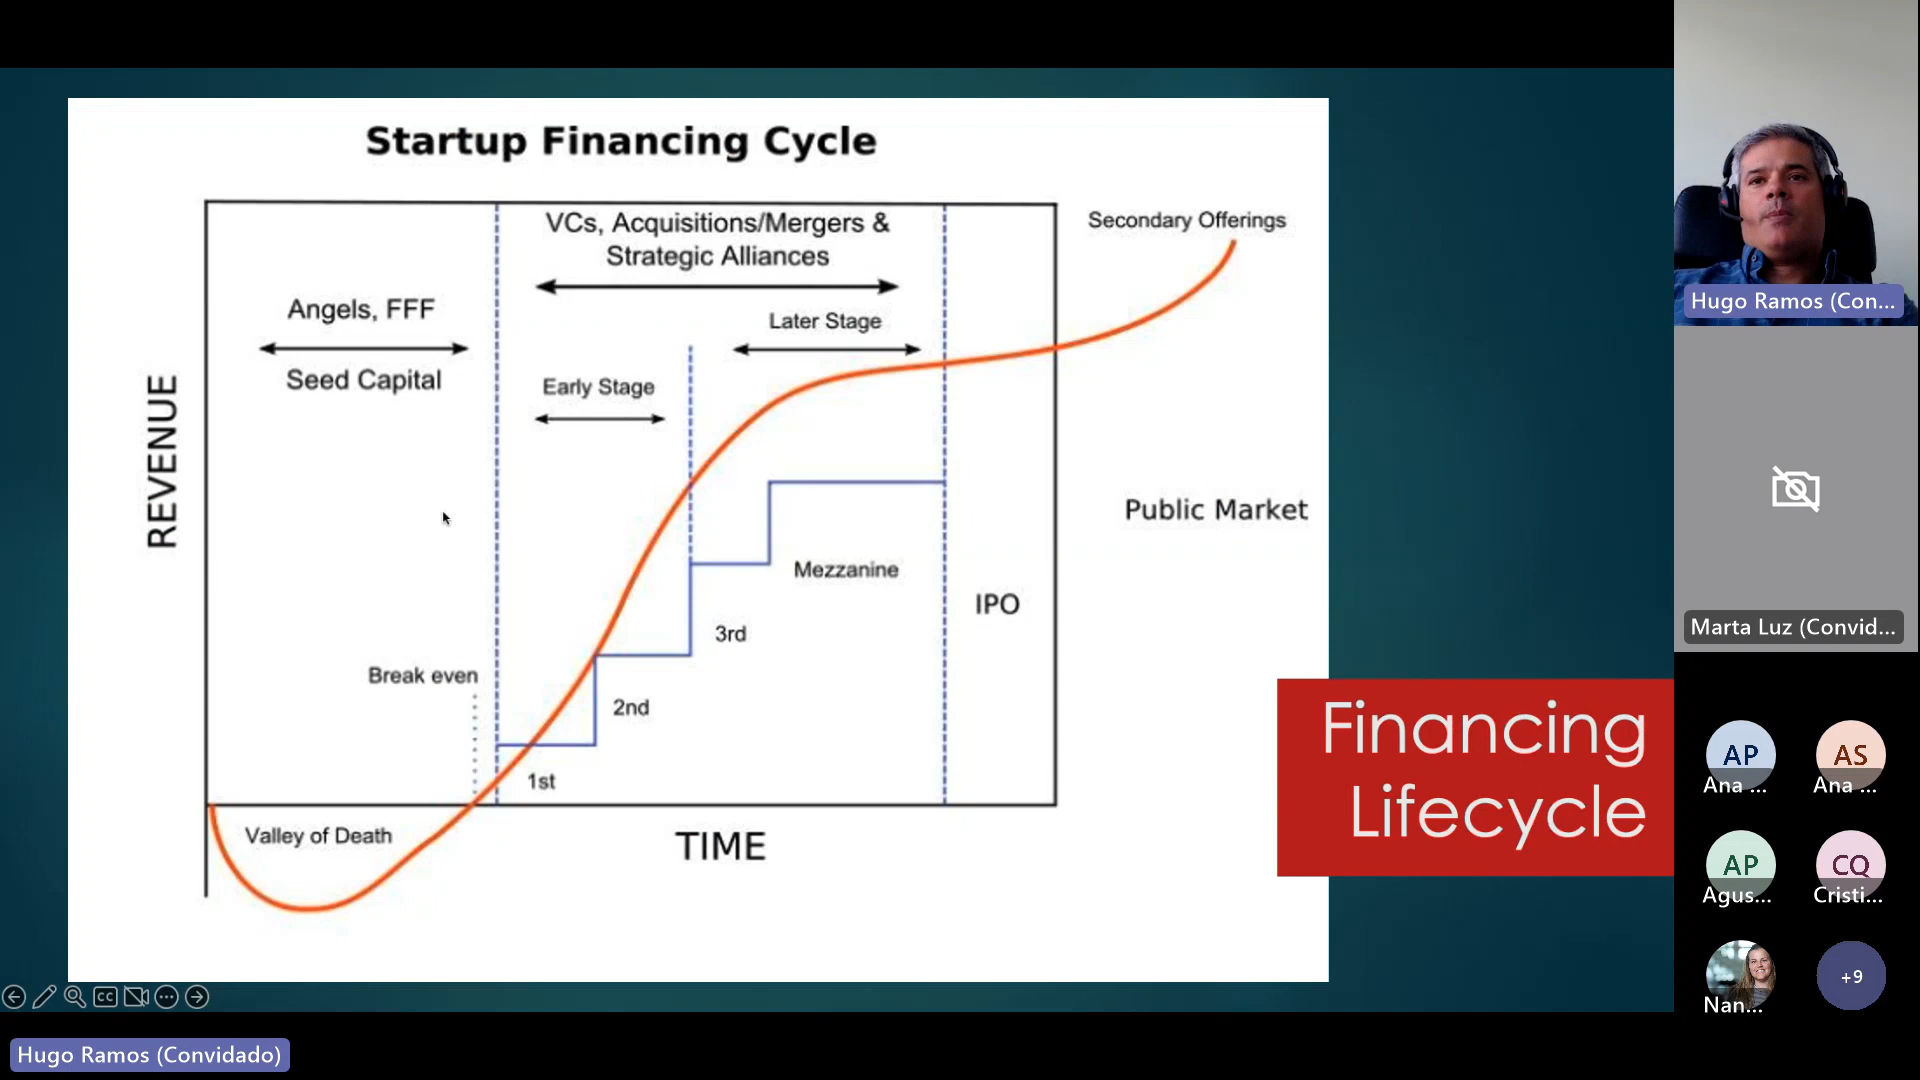 Startup Financing Cycle
VCs, Acquisitions/Mergers &
Strategic Alliances
Secondary Offerings
Angels, FFF
Seed Capital
Later Stage
Early Stage
REVENUE
Public Market
Mezzanine
IPO
3rd
Break even
2nd
1st
Valley of Death
TIME
Financing
Lifecycle
CC
Hugo Ramos (Convidado)
Hugo Ramos (Con...
Marta Luz (Convid...
AP
Ana ...
AS
Ana ...
AP
Agus...
CQ
Cristi...
Nan...
+9